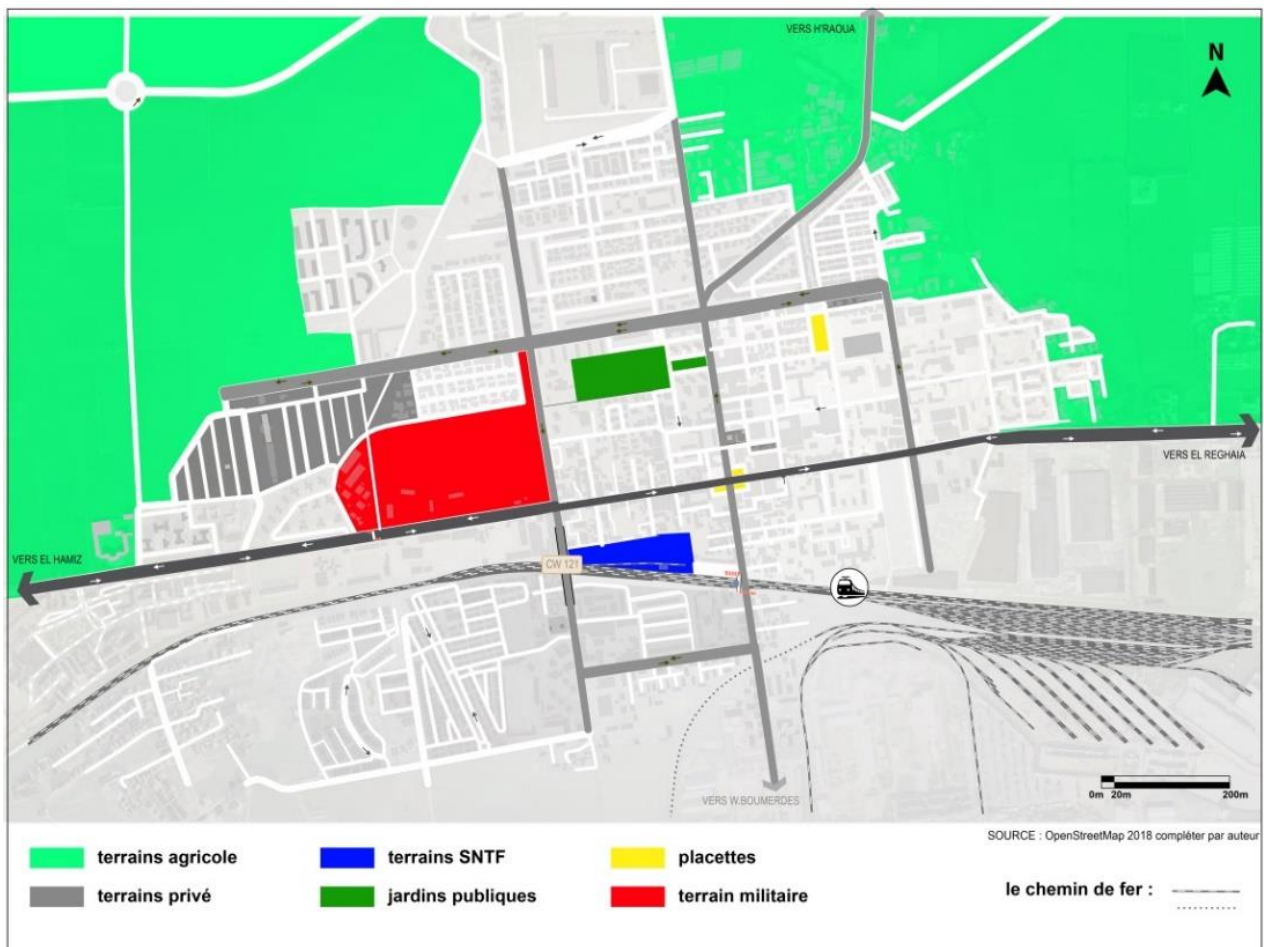 VERS H'RAOUA
N
VERS EL REGHAIA
VERS EL HAMIZ
CW 121
VERS W.BOUMERDES
0m 20m 200m
SOURCE : OpenStreetMap 2018 compléter par auteur
terrains agricole
terrains SNTF
placettes
terrains privé
jardins publiques
terrain militaire
le chemin de fer :